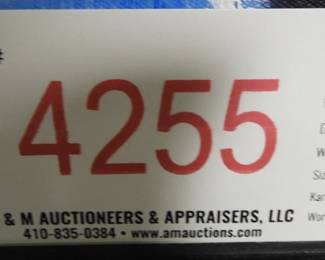 #
4255
& M AUCTIONEERS & APPRAISERS, LLC
410-835-0384 • www.amauctions.com